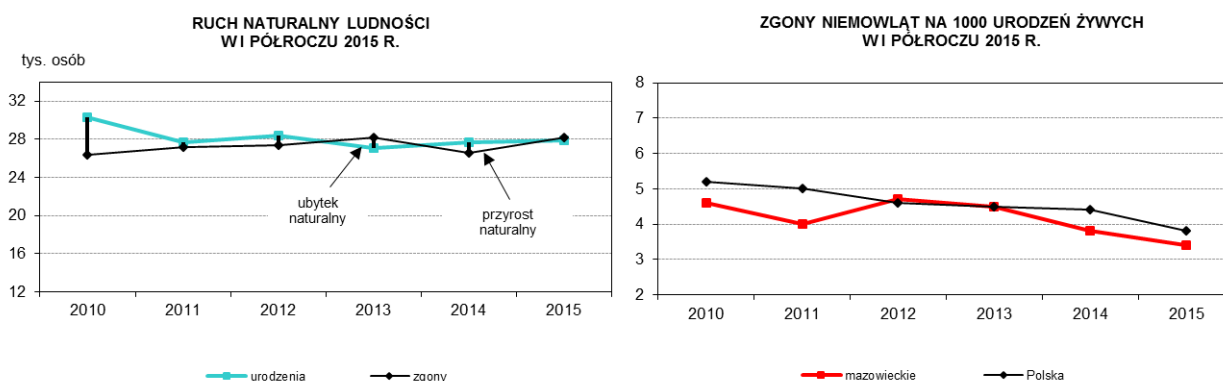 RUCH NATURALNY LUDNOŚCI
W I PÓŁROCZU 2015 R.
tys. osób
32
28
24
20
16
12
ubytek
naturalny
przyrost
naturalny
2010 2011 2012 2013 2014 2015
urodzenia zgony
ZGONY NIEMOWLĄT NA 1000 URODZEŃ ŻYWYCH
W I PÓŁROCZU 2015 R.
8
7
6
5
4
3
2
2010 2011 2012 2013 2014 2015
mazowieckie Polska